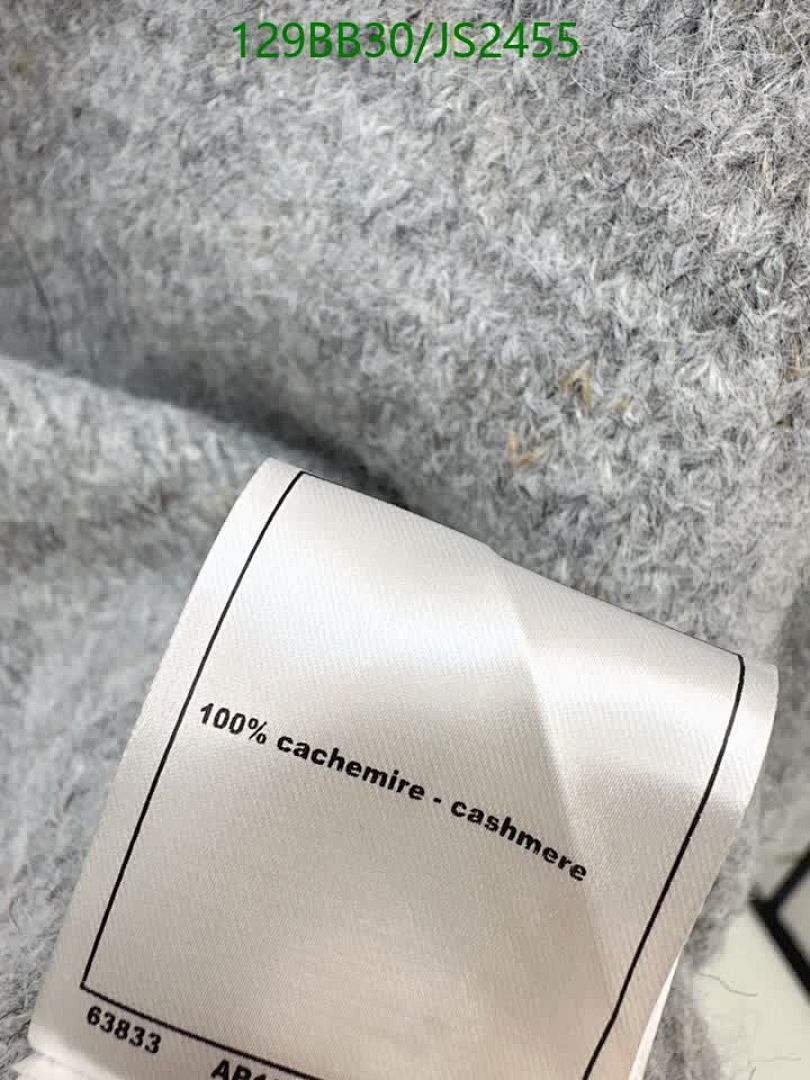 129BB30/JS2455
100% cachemire - cashmere
63833